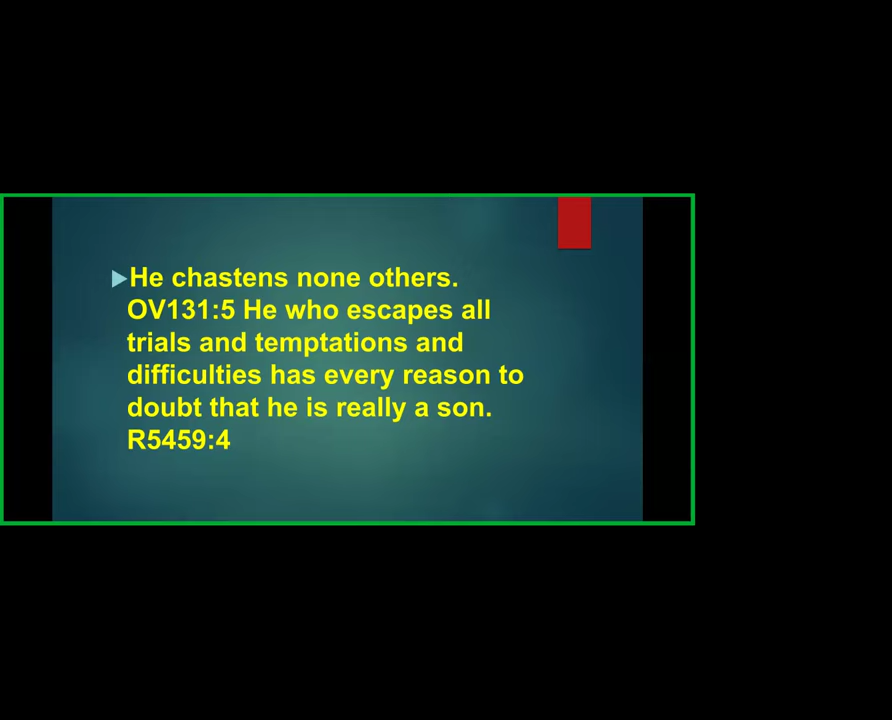 He chastens none others.
OV131:5 He who escapes all
trials and temptations and
difficulties has every reason to
doubt that he is really a son.
R5459:4